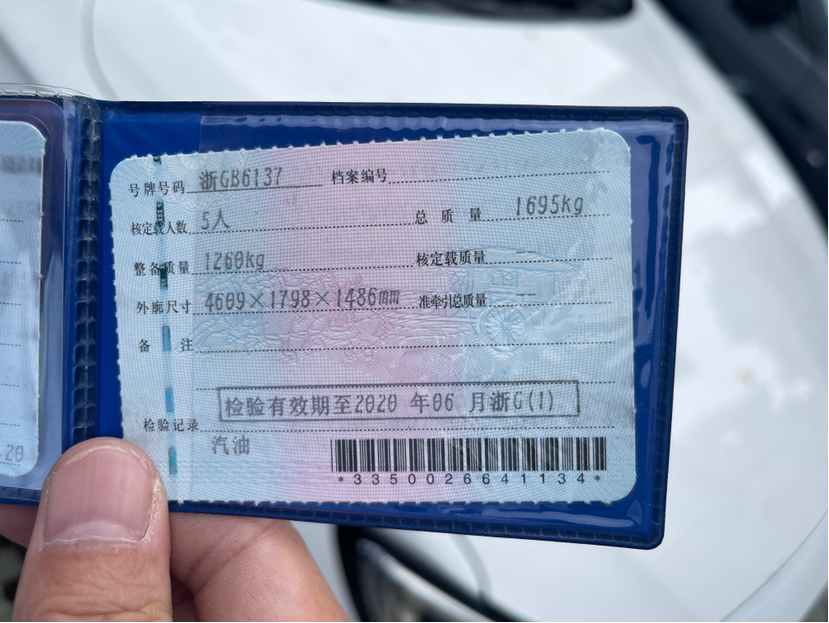 号牌号码 浙GB6137 档案编号
核定载人数 5人 总质量 1695kg
整备质量 1260kg 核定载质量 --
外廓尺寸 4609×1798×1486mm 准牵引总质量 --
备注
检验有效期至2020 年06 月浙G(1)
检验记录
汽油
*3350026641134*
20